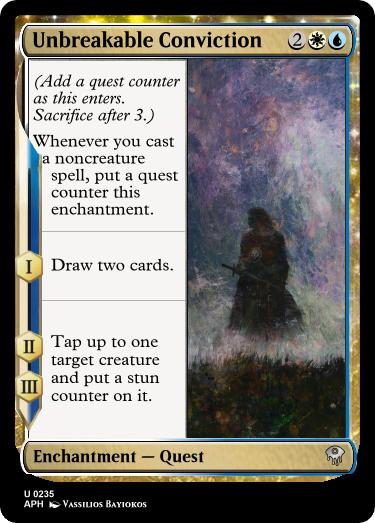 Unbreakable Conviction 2
(Add a quest counter
as this enters.
Sacrifice after 3.)
Whenever you cast
a noncreature
spell, put a quest
counter this
enchantment.
I
Draw two cards.
II
III
Tap up to one
target creature
and put a stun
counter on it.
Enchantment — Quest
U 0235
APH Vassilios Bayiokos